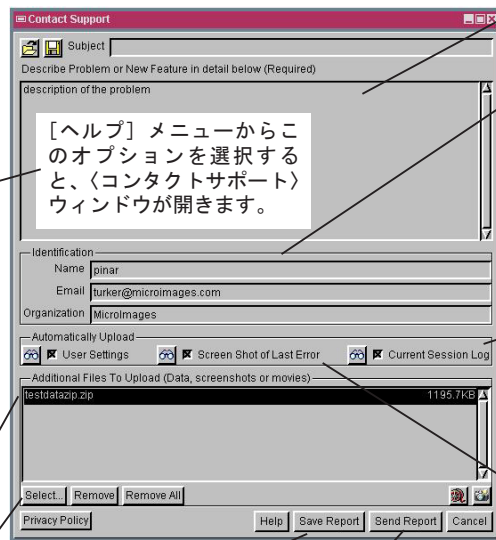 Contact Support
Subject
Describe Problem or New Feature in detail below (Required)
description of the problem
[ヘルプ] メニューからこ
のオプションを選択する
と、〈コンタクトサポート〉
ウィンドウが開きます。
Identification
Name pinar
Email turker@microimages.com
Organization MicroImages
Automatically Upload
User Settings Screen Shot of Last Error Current Session Log
Additional Files To Upload (Data, screenshots or movies)
testdatazip.zip 1195.7KB
Select... Remove Remove All
Privacy Policy Help Save Report Send Report Cancel